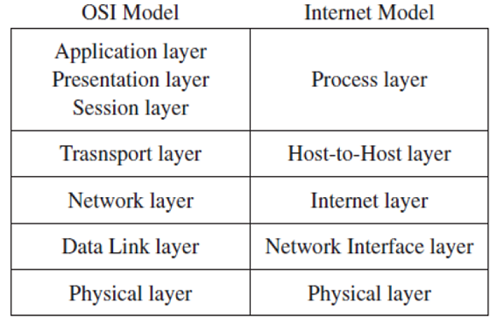 OSI Model Internet Model
Application layer
Presentation layer
Session layer
Process layer
Trasnsport layer Host-to-Host layer
Network layer Internet layer
Data Link layer Network Interface layer
Physical layer Physical layer